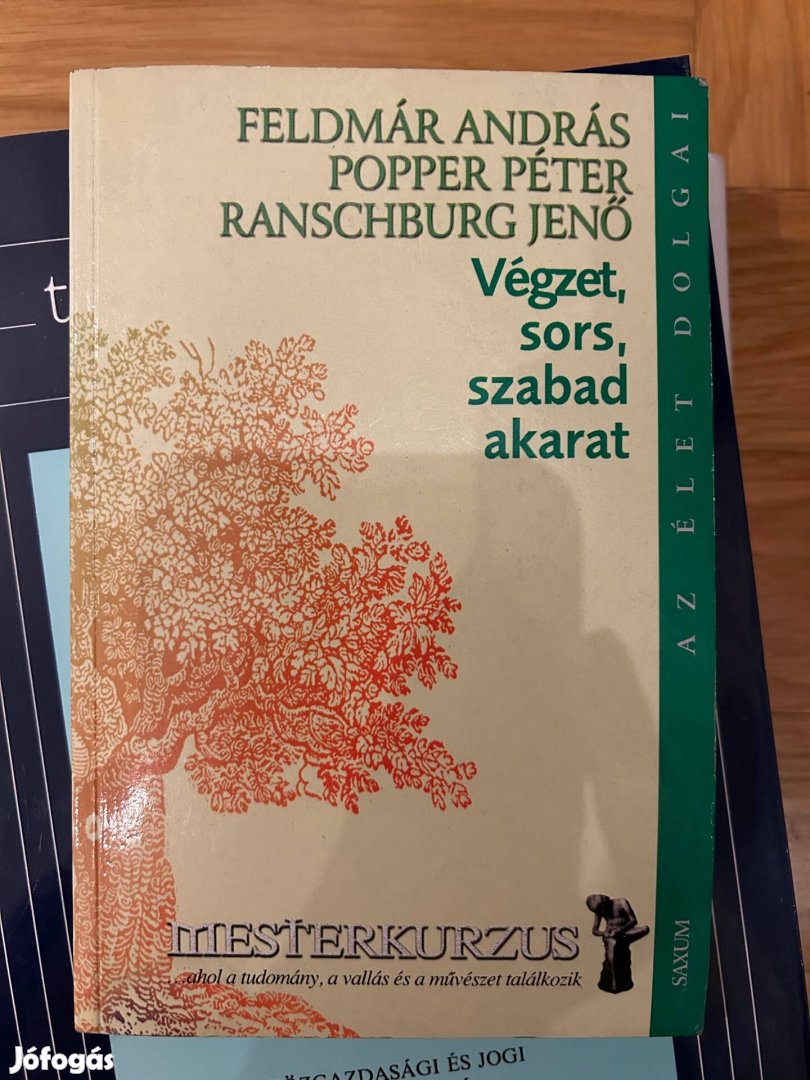 FELDMÁR ANDRÁS
POPPER PÉTER
RANSCHBURG JENŐ
Végzet,
sors,
szabad
akarat
AZ ÉLET DOLGAI
SAXUM
MESTERKURZUS
...ahol a tudomány, a vallás és a művészet találkozik
Jófogás
KÖZGAZDASÁGI ÉS JOGI